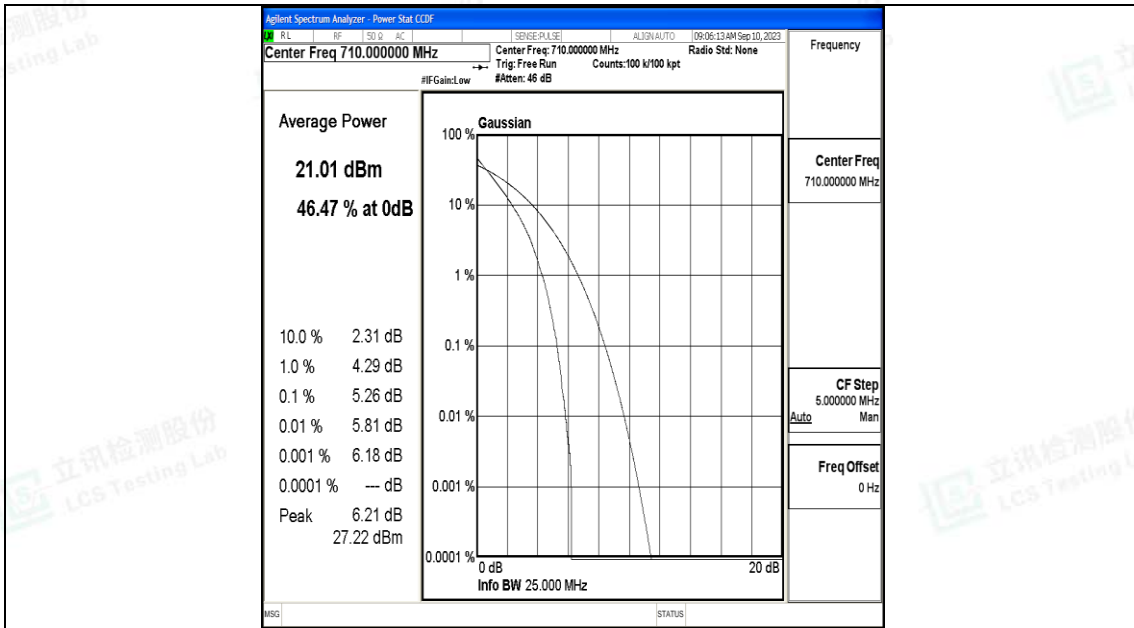 Agilent Spectrum Analyzer - Power Stat CCDF
RL RF 50 Ω AC SENSE:PULSE ALIGN AUTO 09:06:13 AM Sep 10, 2023
Center Freq 710.000000 MHz
Center Freq: 710.000000 MHz Radio Std: None
Trig: Free Run Counts:100 k/100 kpt
#IFGain:Low #Atten: 46 dB
Frequency
Average Power
21.01 dBm
46.47 % at 0dB
10.0 % 2.31 dB
1.0 % 4.29 dB
0.1 % 5.26 dB
0.01 % 5.81 dB
0.001 % 6.18 dB
0.0001 % --- dB
Peak 6.21 dB
27.22 dBm
Gaussian
100 %
10 %
1 %
0.1 %
0.01 %
0.001 %
0.0001 %
0 dB 20 dB
Info BW 25.000 MHz
Center Freq
710.000000 MHz
CF Step
5.000000 MHz
Auto Man
Freq Offset
0 Hz
MSG STATUS
立讯检测股份
LCS Testing Lab